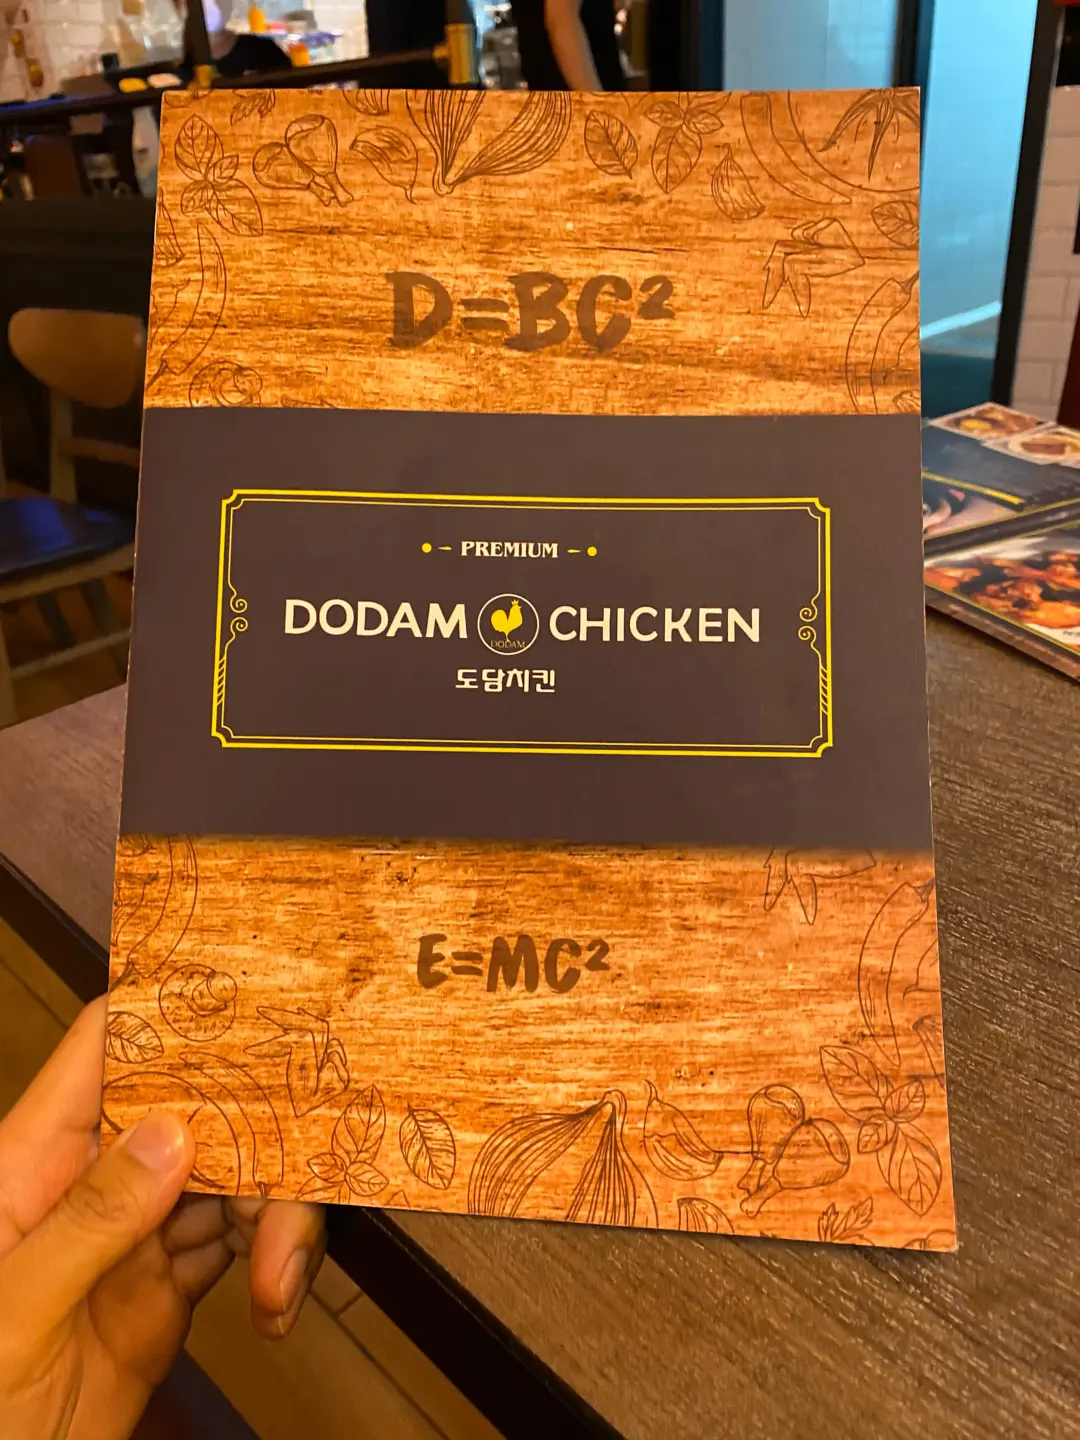 D=BC²
PREMIUM
DODAM CHICKEN
DODAM
도담치킨
E=MC²